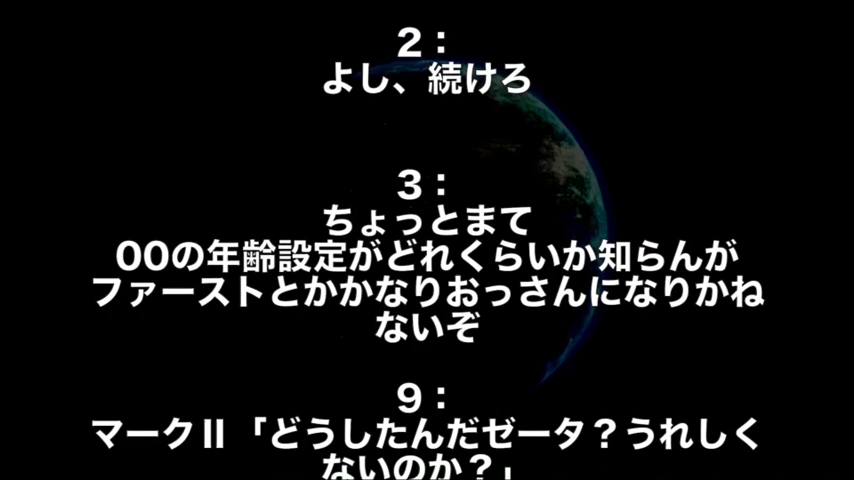 2：
よし、続けろ
3：
ちょっとまて
00の年齢設定がどれくらいか知らんが
ファーストとかかなりおっさんになりかね
ないぞ
9：
マークⅡ「どうしたんだゼータ？うれしく
ないのか？」